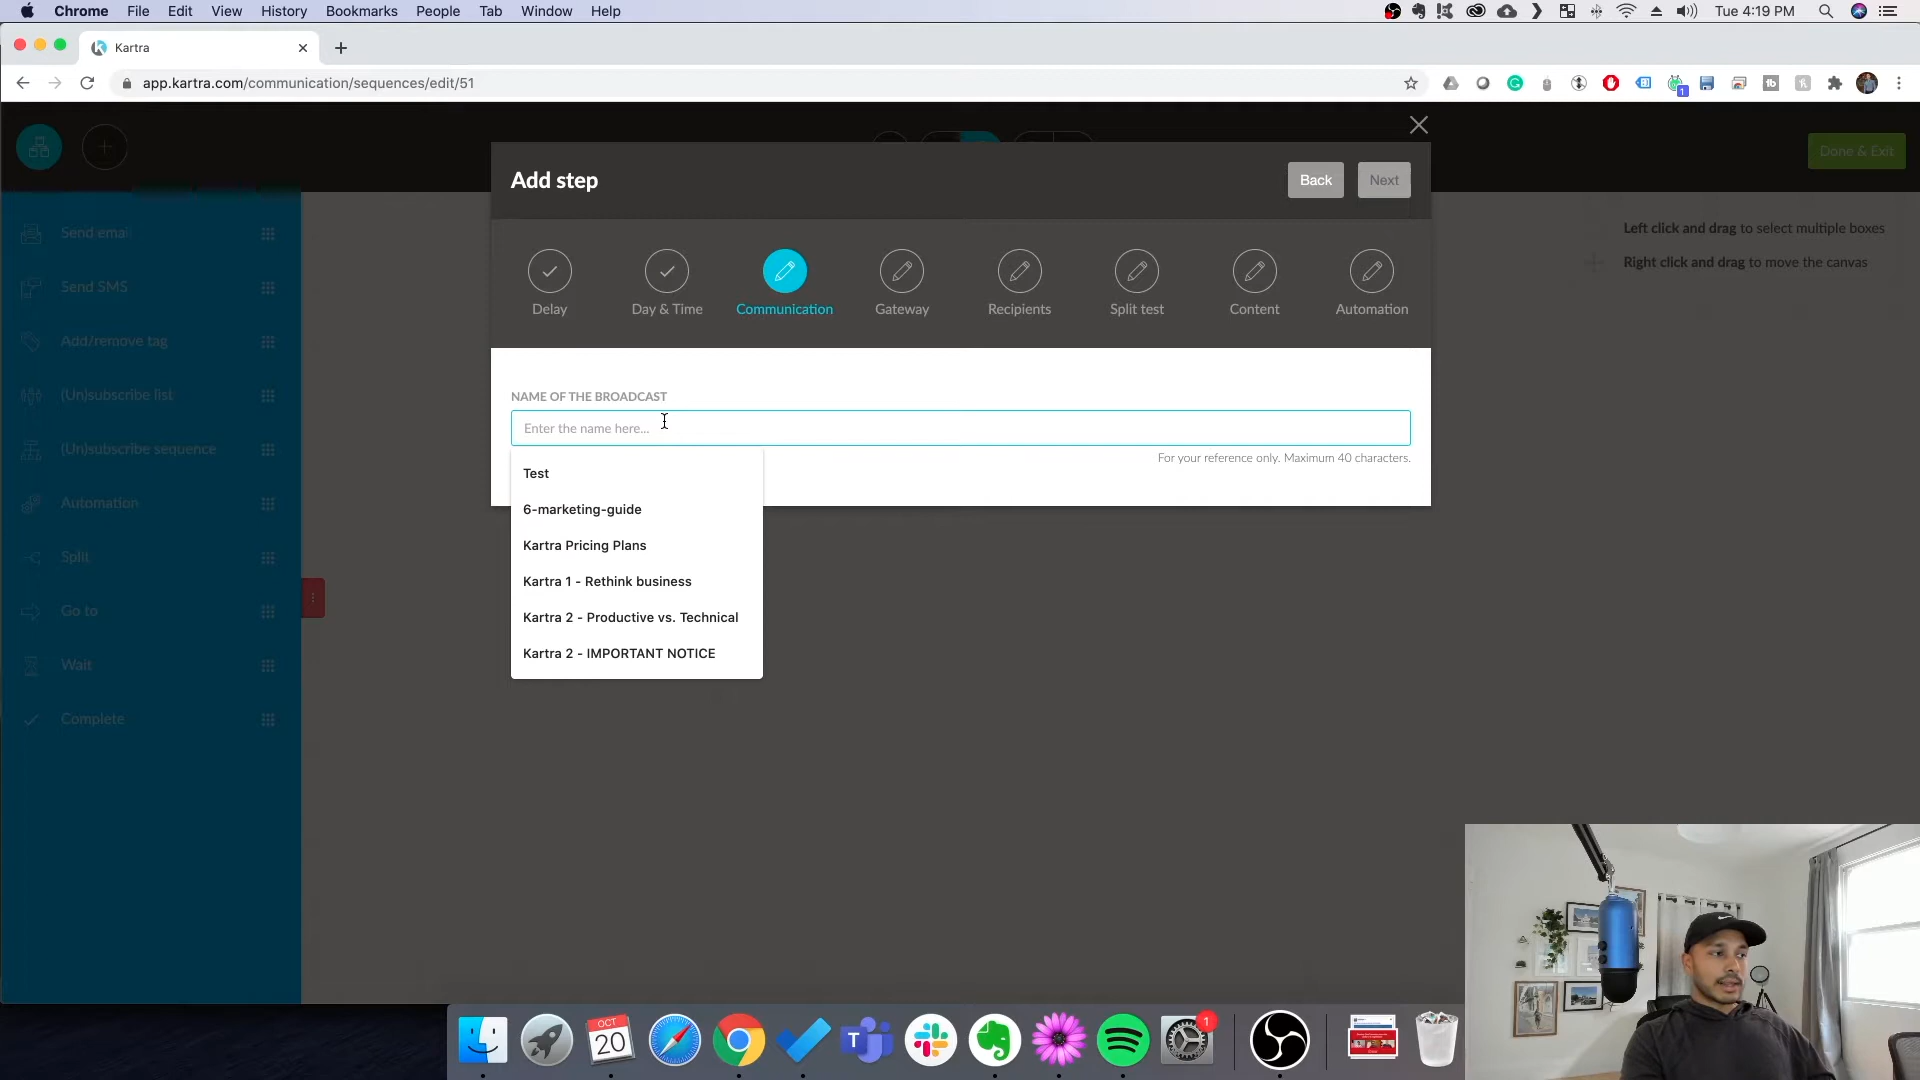 Chrome File Edit View History Bookmarks People Tab Window Help
Tue 4:19 PM
Kartra
app.kartra.com/communication/sequences/edit/51
1
Add step
Back
Next
Done & Exit
Delay
Day & Time
Communication
Gateway
Recipients
Split test
Content
Automation
Left click and drag to select multiple boxes
Right click and drag to move the canvas
Send email
Send SMS
Add/remove tag
(Un)subscribe list
(Un)subscribe sequence
Automation
Split
Go to
Wait
Complete
NAME OF THE BROADCAST
Enter the name here...
For your reference only. Maximum 40 characters.
Test
6-marketing-guide
Kartra Pricing Plans
Kartra 1 - Rethink business
Kartra 2 - Productive vs. Technical
Kartra 2 - IMPORTANT NOTICE
OCT
20
T
1